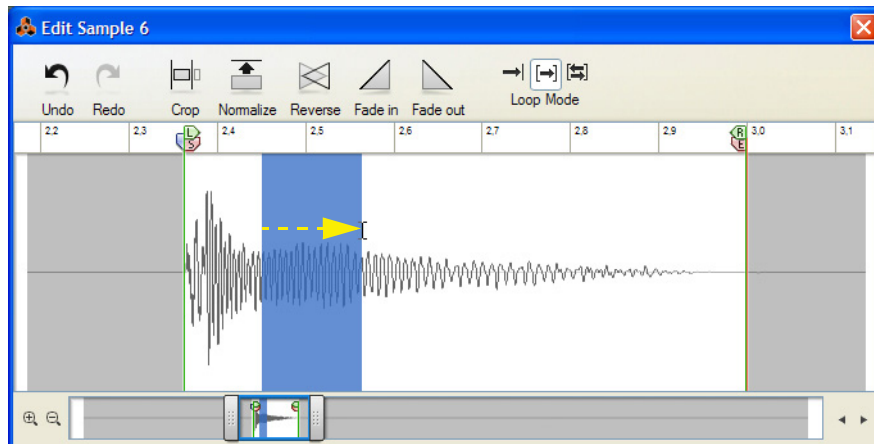 Edit Sample 6
Undo Redo Crop Normalize Reverse Fade in Fade out Loop Mode
2,2 2,3 2,4 2,5 2,6 2,7 2,8 2,9 3,0 3,1
L R
S E